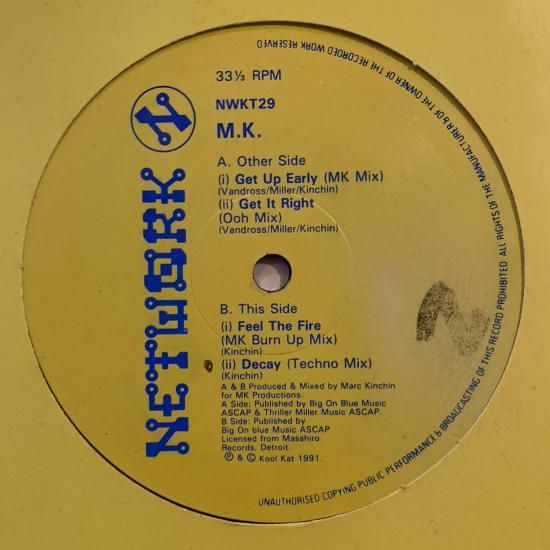 33⅓ RPM
NWKT29
M.K.
A. Other Side
(i) Get Up Early (MK Mix)
(Vandross/Miller/Kinchin)
(ii) Get It Right
(Ooh Mix)
(Vandross/Miller/Kinchin)
B. This Side
(i) Feel The Fire
(MK Burn Up Mix)
(Kinchin)
(ii) Decay (Techno Mix)
(Kinchin)
A & B Produced & Mixed by Marc Kinchin
for MK Productions.
A Side: Published by Big On Blue Music
ASCAP & Thriller Miller Music ASCAP.
B Side: Published by
Big On blue Music ASCAP
Licensed from Masahiro
Records, Detroit.
℗ & © Kool Kat 1991.
NETWORK
N
UNAUTHORISED COPYING PUBLIC PERFORMANCE & BROADCASTING OF THIS RECORD PROHIBITED ALL RIGHTS OF THE MANUFACTURER & OF THE OWNER OF THE RECORDED WORK RESERVED